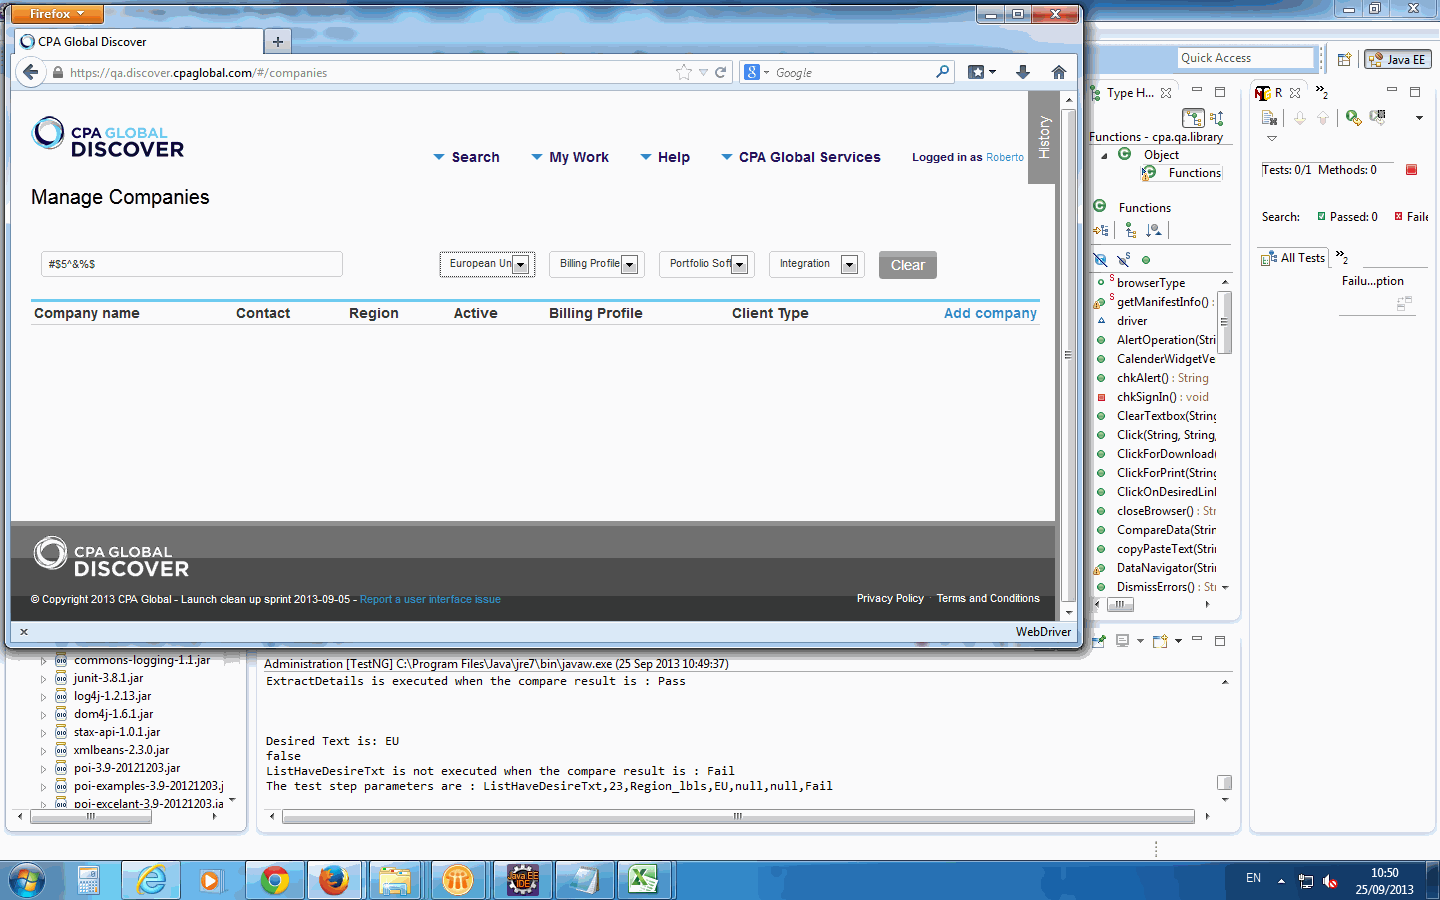 Firefox
CPA Global Discover
https://qa.discover.cpaglobal.com/#/companies
Google
CPA GLOBAL
DISCOVER
Search
My Work
Help
CPA Global Services
Logged in as Roberto
History
Manage Companies
#$5^&%$
European Un
Billing Profile
Portfolio Soft
Integration
Clear
Company name
Contact
Region
Active
Billing Profile
Client Type
Add company
CPA GLOBAL
DISCOVER
© Copyright 2013 CPA Global - Launch clean up sprint 2013-09-05 - Report a user interface issue
Privacy Policy
Terms and Conditions
WebDriver
Quick Access
Java EE
Type H...
Functions - cpa.qa.library
Object
Functions
Functions
browserType
getManifestInfo() :
driver
AlertOperation(Stri
CalenderWidgetVe
chkAlert() : String
chkSignIn() : void
ClearTextbox(String
Click(String, String,
ClickForDownload(
ClickForPrint(String
ClickOnDesiredLinl
closeBrowser() : Str
CompareData(Strin
copyPasteText(Stri
DataNavigator(Strin
DismissErrors() : St
R
2
Tests: 0/1 Methods: 0
Search:
Passed: 0
Faile
All Tests
2
Failu...ption
commons-logging-1.1.jar
junit-3.8.1.jar
log4j-1.2.13.jar
dom4j-1.6.1.jar
stax-api-1.0.1.jar
xmlbeans-2.3.0.jar
poi-3.9-20121203.jar
poi-examples-3.9-20121203.j
poi-excelant-3.9-20121203.ja
Administration [TestNG] C:\Program Files\Java\jre7\bin\javaw.exe (25 Sep 2013 10:49:37)
ExtractDetails is executed when the compare result is : Pass
Desired Text is: EU
false
ListHaveDesireTxt is not executed when the compare result is : Fail
The test step parameters are : ListHaveDesireTxt,23,Region_lbls,EU,null,null,Fail
Java EE
IDE
EN
10:50
25/09/2013